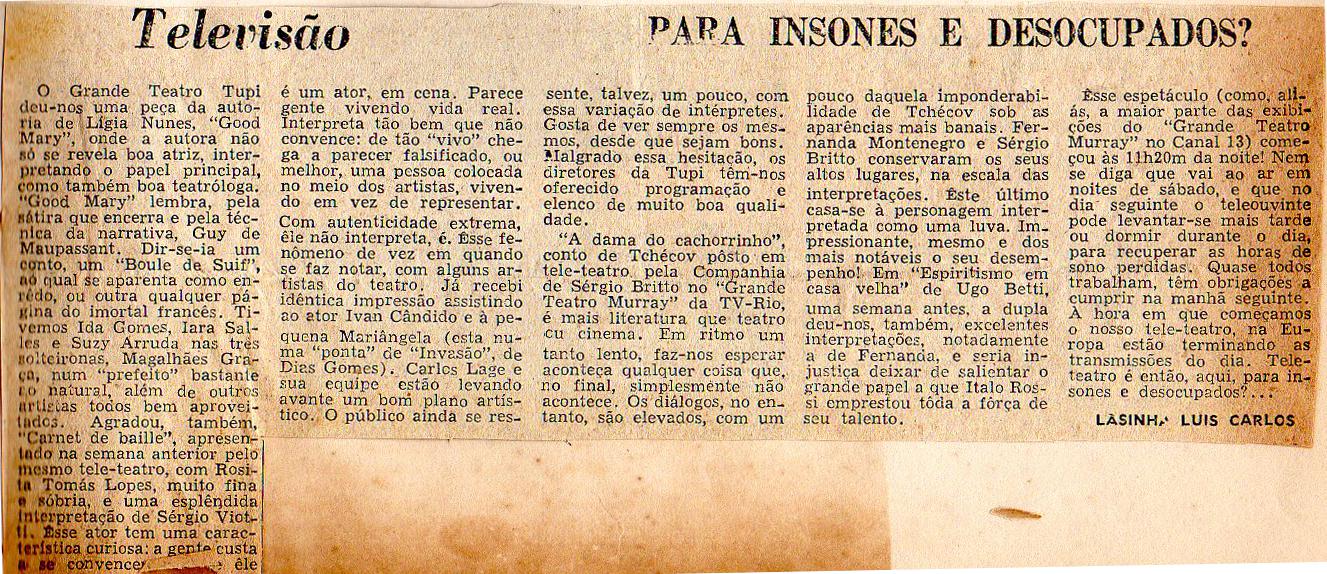 Televisão
PARA INSONES E DESOCUPADOS?
O Grande Teatro Tupi
deu-nos uma peça da auto-
ria de Lígia Nunes, "Good
Mary", onde a autora não
só se revela boa atriz, inter-
pretando o papel principal,
como também boa teatróloga.
"Good Mary" lembra, pela
sátira que encerra e pela téc-
nica da narrativa, Guy de
Maupassant. Dir-se-ia um
conto, um "Boule de Suif",
ao qual se aparenta como en-
rêdo, ou outra qualquer pá-
gina do imortal francês. Ti-
vemos Ida Gomes, Iara Sal-
les e Suzy Arruda nas três
solteironas, Magalhães Gra-
ça, num "prefeito" bastante
ao natural, além de outros
artistas todos bem aprovei-
tados. Agradou, também,
"Carnet de baille", apresen-
tado na semana anterior pelo
mesmo tele-teatro, com Rosi-
ta Tomás Lopes, muito fina
e sóbria, e uma esplêndida
interpretação de Sérgio Viot-
ti. Êsse ator tem uma carac-
terística curiosa: a gente custa
a se convencer êle
é um ator, em cena. Parece
gente vivendo vida real.
Interpreta tão bem que não
convence: de tão "vivo" che-
ga a parecer falsificado, ou
melhor, uma pessoa colocada
no meio dos artistas, viven-
do em vez de representar.
Com autenticidade extrema,
êle não interpreta, é. Êsse fe-
nômeno de vez em quando
se faz notar, com alguns ar-
tistas do teatro. Já recebi
idêntica impressão assistindo
ao ator Ivan Cândido e à pe-
quena Mariângela (esta nu-
ma "ponta" de "Invasão", de
Dias Gomes). Carlos Lage e
sua equipe estão levando
avante um bom plano artís-
tico. O público ainda se res-
sente, talvez, um pouco, com
essa variação de intérpretes.
Gosta de ver sempre os mes-
mos, desde que sejam bons.
Malgrado essa hesitação, os
diretores da Tupi têm-nos
oferecido programação e
elenco de muito boa quali-
dade.
"A dama do cachorrinho",
conto de Tchécov pôsto em
tele-teatro pela Companhia
de Sérgio Britto no "Grande
Teatro Murray" da TV-Rio,
é mais literatura que teatro
ou cinema. Em ritmo um
tanto lento, faz-nos esperar
aconteça qualquer coisa que,
no final, simplesmente não
acontece. Os diálogos, no en-
tanto, são elevados, com um
pouco daquela imponderabi-
lidade de Tchécov sob as
aparências mais banais. Fer-
nanda Montenegro e Sérgio
Britto conservaram os seus
altos lugares, na escala das
interpretações. Êste último
casa-se à personagem inter-
pretada como uma luva. Im-
pressionante, mesmo e dos
mais notáveis o seu desem-
penho! Em "Espiritismo em
casa velha" de Ugo Betti,
uma semana antes, a dupla
deu-nos, também, excelentes
interpretações, notadamente
a de Fernanda, e seria in-
justiça deixar de salientar o
grande papel a que Italo Ros-
si emprestou tôda a fôrça de
seu talento.
Êsse espetáculo (como, ali-
ás, a maior parte das exibi-
ções do "Grande Teatro
Murray" no Canal 13) come-
çou às 11h20m da noite! Nem
se diga que vai ao ar em
noites de sábado, e que no
dia seguinte o teleouvinte
pode levantar-se mais tarde
ou dormir durante o dia,
para recuperar as horas de
sono perdidas. Quase todos
trabalham, têm obrigações a
cumprir na manhã seguinte.
À hora em que começamos
o nosso tele-teatro, na Eu-
ropa estão terminando as
transmissões do dia. Tele-
teatro é então, aqui, para in-
sones e desocupados?...
LASINHA LUIS CARLOS